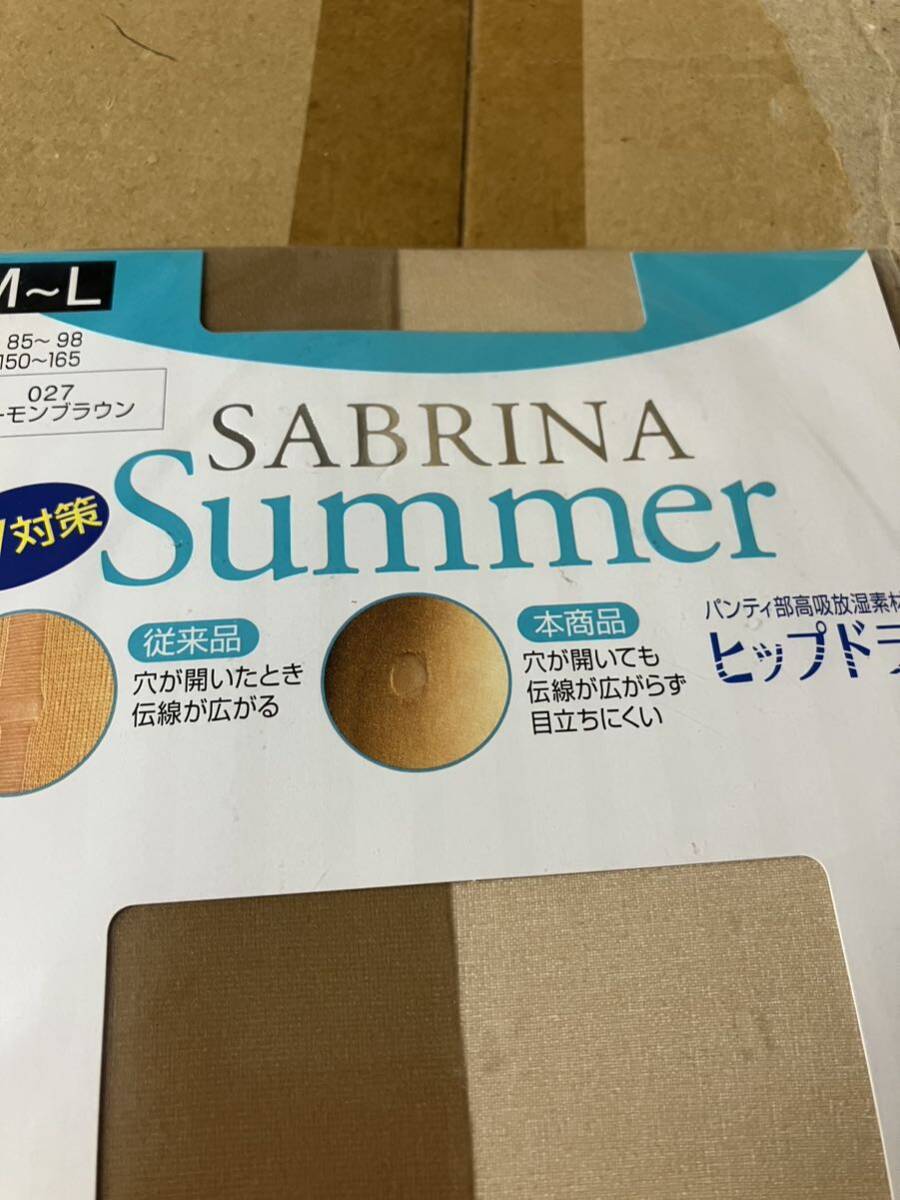 M~L
85~98
150~165
027
ーモンブラウン
SABRINA
Summer
対策
従来品
穴が開いたとき
伝線が広がる
本商品
穴が開いても
伝線が広がらず
目立ちにくい
パンティ部高吸放湿素材
ヒップドラ